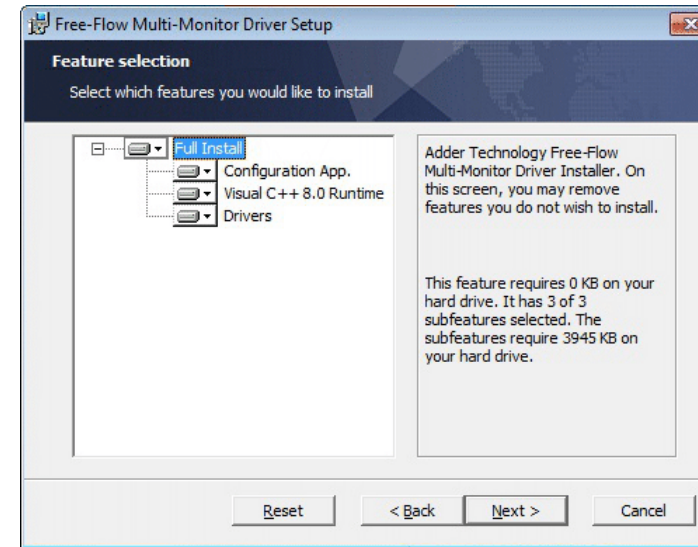 Free-Flow Multi-Monitor Driver Setup
Feature selection
Select which features you would like to install
Full Install
Configuration App.
Visual C++ 8.0 Runtime
Drivers
Adder Technology Free-Flow
Multi-Monitor Driver Installer. On
this screen, you may remove
features you do not wish to install.
This feature requires 0 KB on your
hard drive. It has 3 of 3
subfeatures selected. The
subfeatures require 3945 KB on
your hard drive.
Reset
< Back
Next >
Cancel